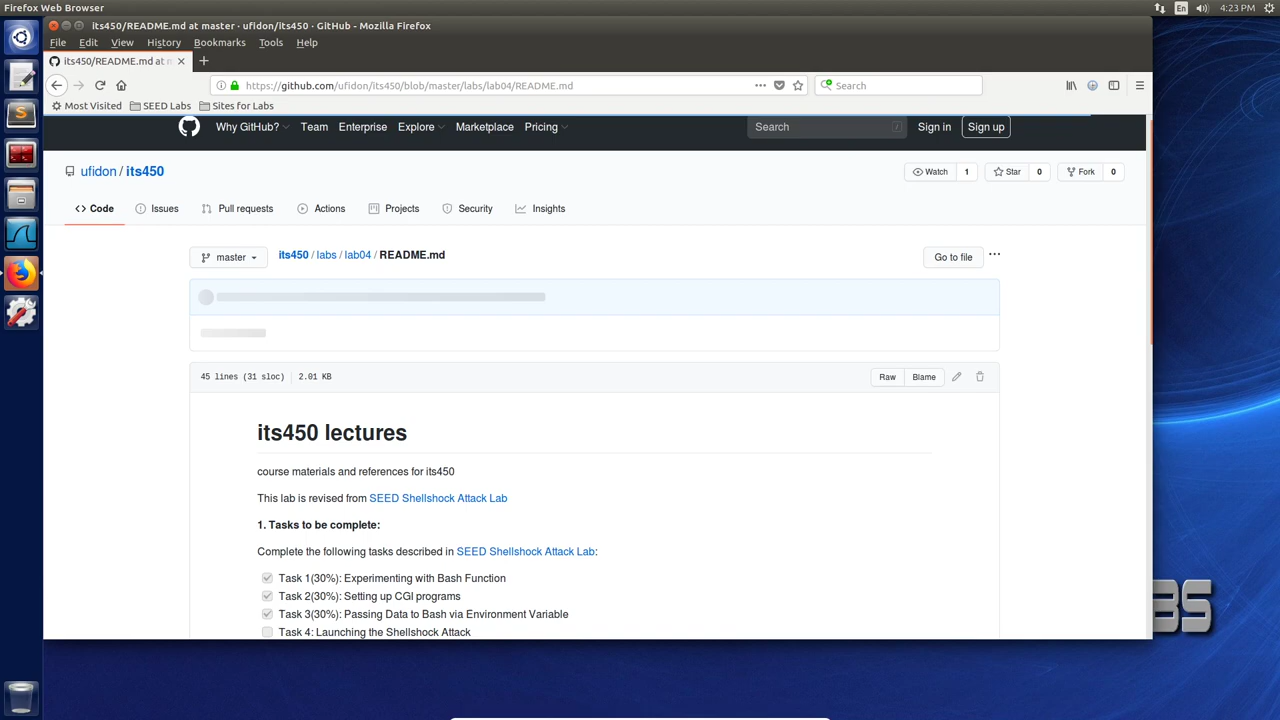 Firefox Web Browser
En
4:23 PM
its450/README.md at master · ufidon/its450 · GitHub - Mozilla Firefox
File Edit View History Bookmarks Tools Help
its450/README.md at m
https://github.com/ufidon/its450/blob/master/labs/lab04/README.md
Search
Most Visited SEED Labs Sites for Labs
Why GitHub? Team Enterprise Explore Marketplace Pricing Search / Sign in Sign up
ufidon / its450 Watch 1 Star 0 Fork 0
Code Issues Pull requests Actions Projects Security Insights
master its450 / labs / lab04 / README.md Go to file
45 lines (31 sloc) 2.01 KB Raw Blame
its450 lectures
course materials and references for its450
This lab is revised from SEED Shellshock Attack Lab
1. Tasks to be complete:
Complete the following tasks described in SEED Shellshock Attack Lab:
Task 1(30%): Experimenting with Bash Function
Task 2(30%): Setting up CGI programs
Task 3(30%): Passing Data to Bash via Environment Variable
Task 4: Launching the Shellshock Attack